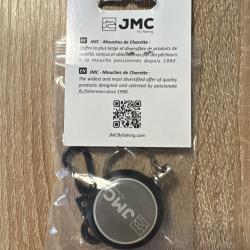 JMC
Fly fishing
FR JMC - Mouches de Charette :
L'offre la plus large et diversifiée de produits de
qualité, conçus et sélectionnés par des pêcheurs
à la mouche passionnés depuis 1990.
EN JMC - Mouches de Charette :
The widest and most diversified offer of quality
products designed and selected by passionate
fly fishermen since 1990.
JMCflyfishing.com
JMC